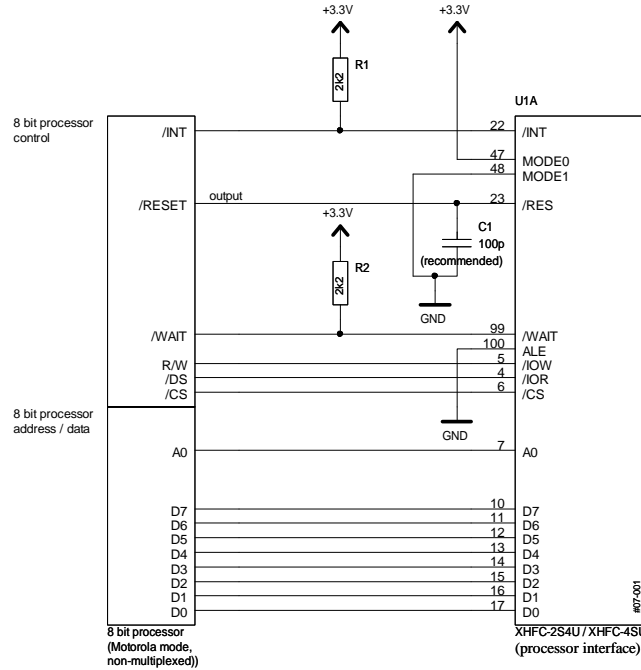 +3.3V
+3.3V
R1
2k2
U1A
8 bit processor
control
/INT
22
/INT
47
MODE0
48
MODE1
/RESET
output
23
/RES
+3.3V
C1
100p
(recommended)
R2
2k2
GND
/WAIT
99
/WAIT
100
ALE
R/W
5
/IOW
/DS
4
/IOR
/CS
6
/CS
8 bit processor
address / data
GND
A0
7
A0
D7
10
D7
D6
11
D6
D5
12
D5
D4
13
D4
D3
14
D3
D2
15
D2
D1
16
D1
D0
17
D0
#07-001
8 bit processor
(Motorola mode,
non-multiplexed))
XHFC-2S4U / XHFC-4SU
(processor interface)